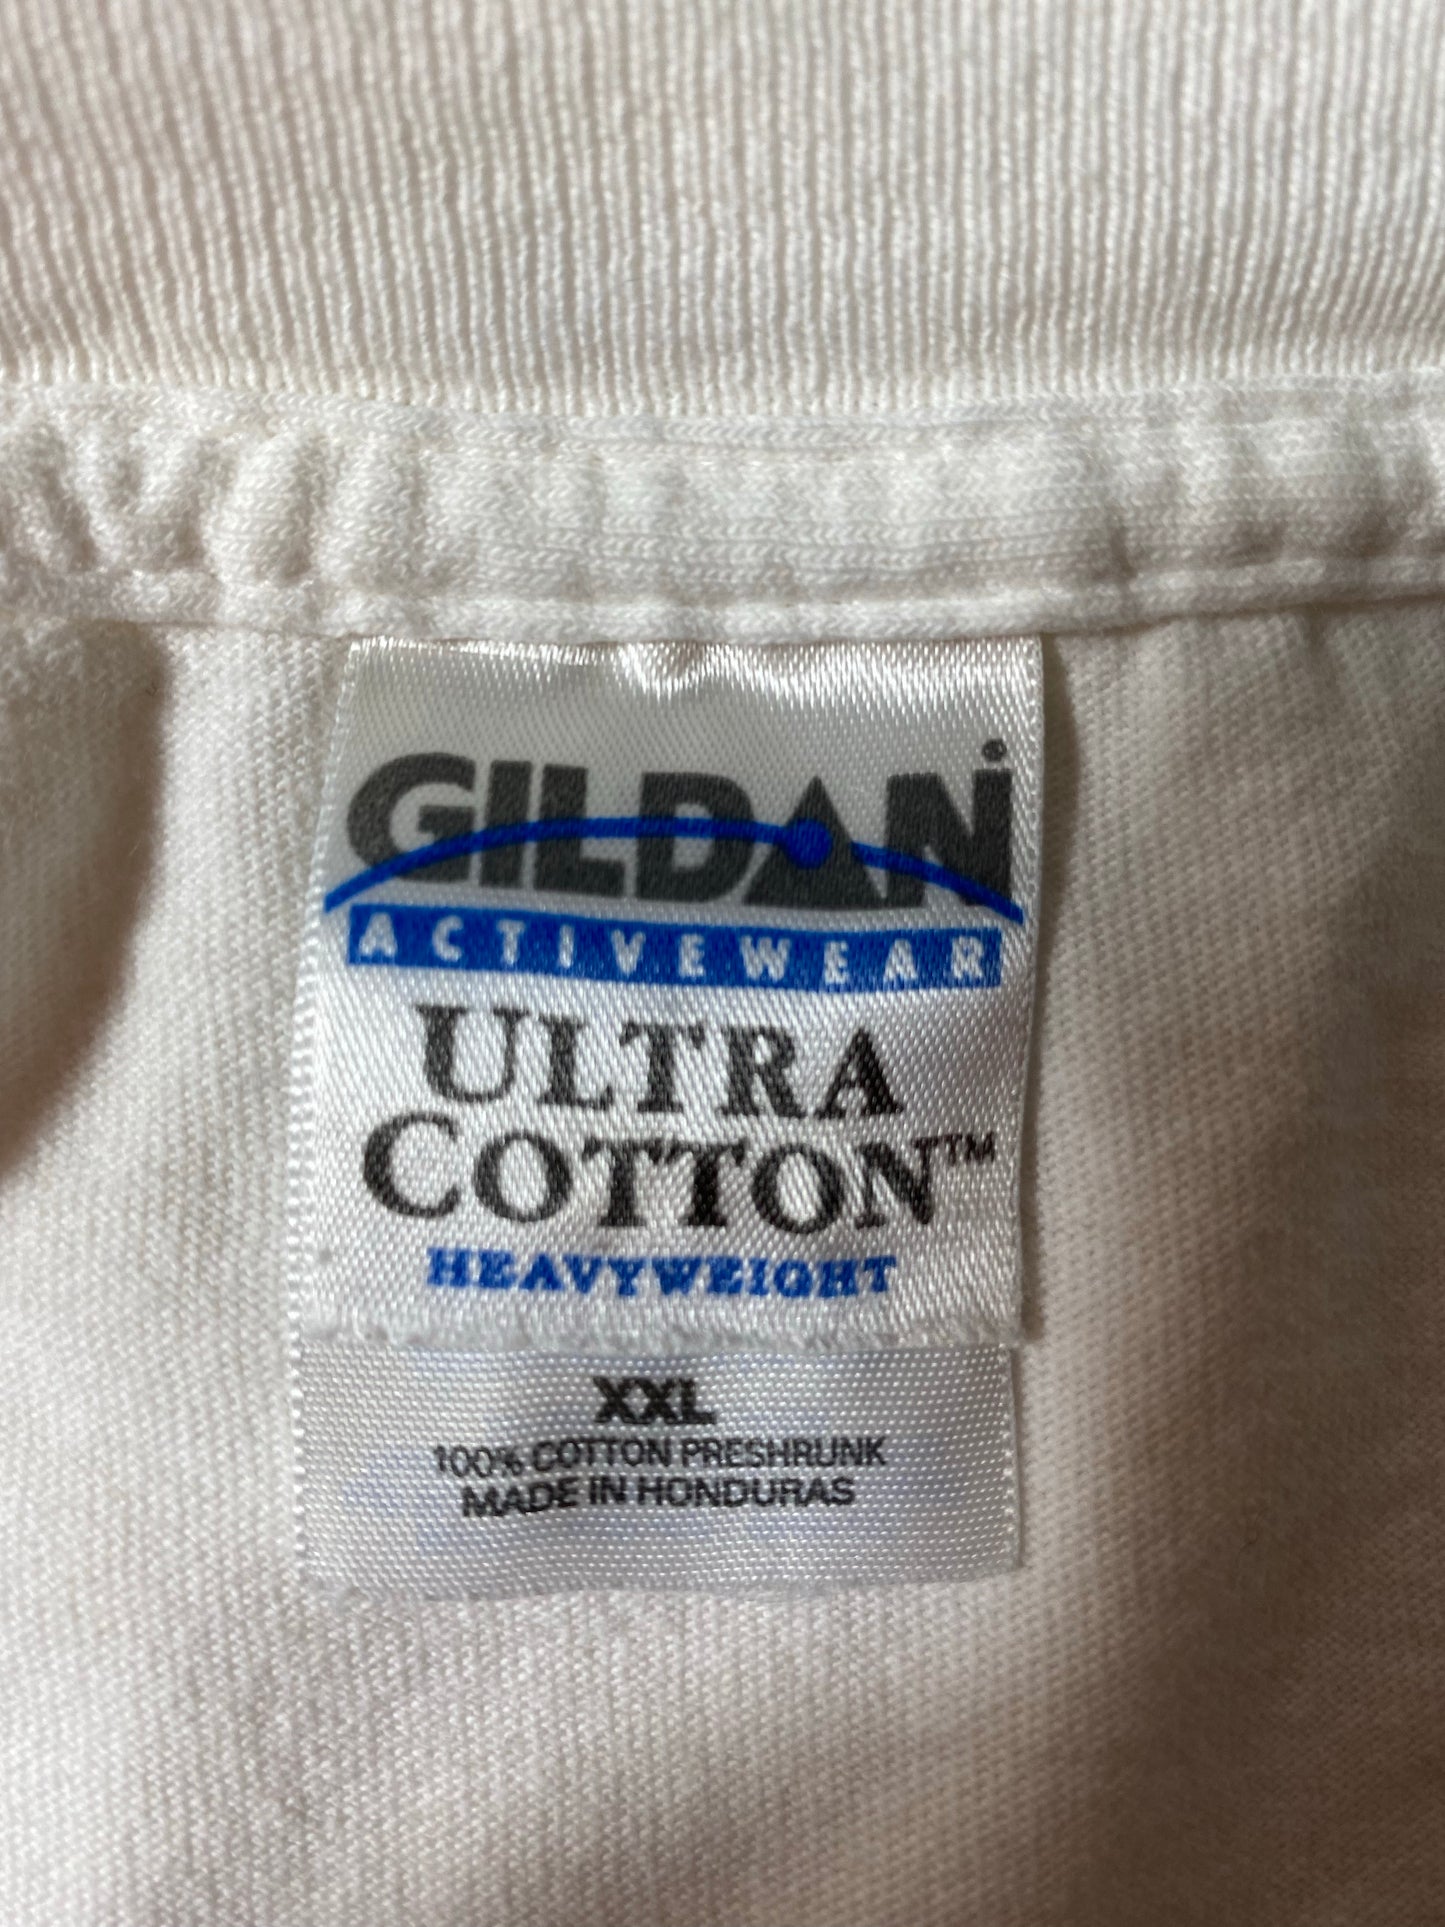 GILDAN®
ACTIVEWEAR
ULTRA
COTTON™
HEAVYWEIGHT
XXL
100% COTTON PRESHRUNK
MADE IN HONDURAS